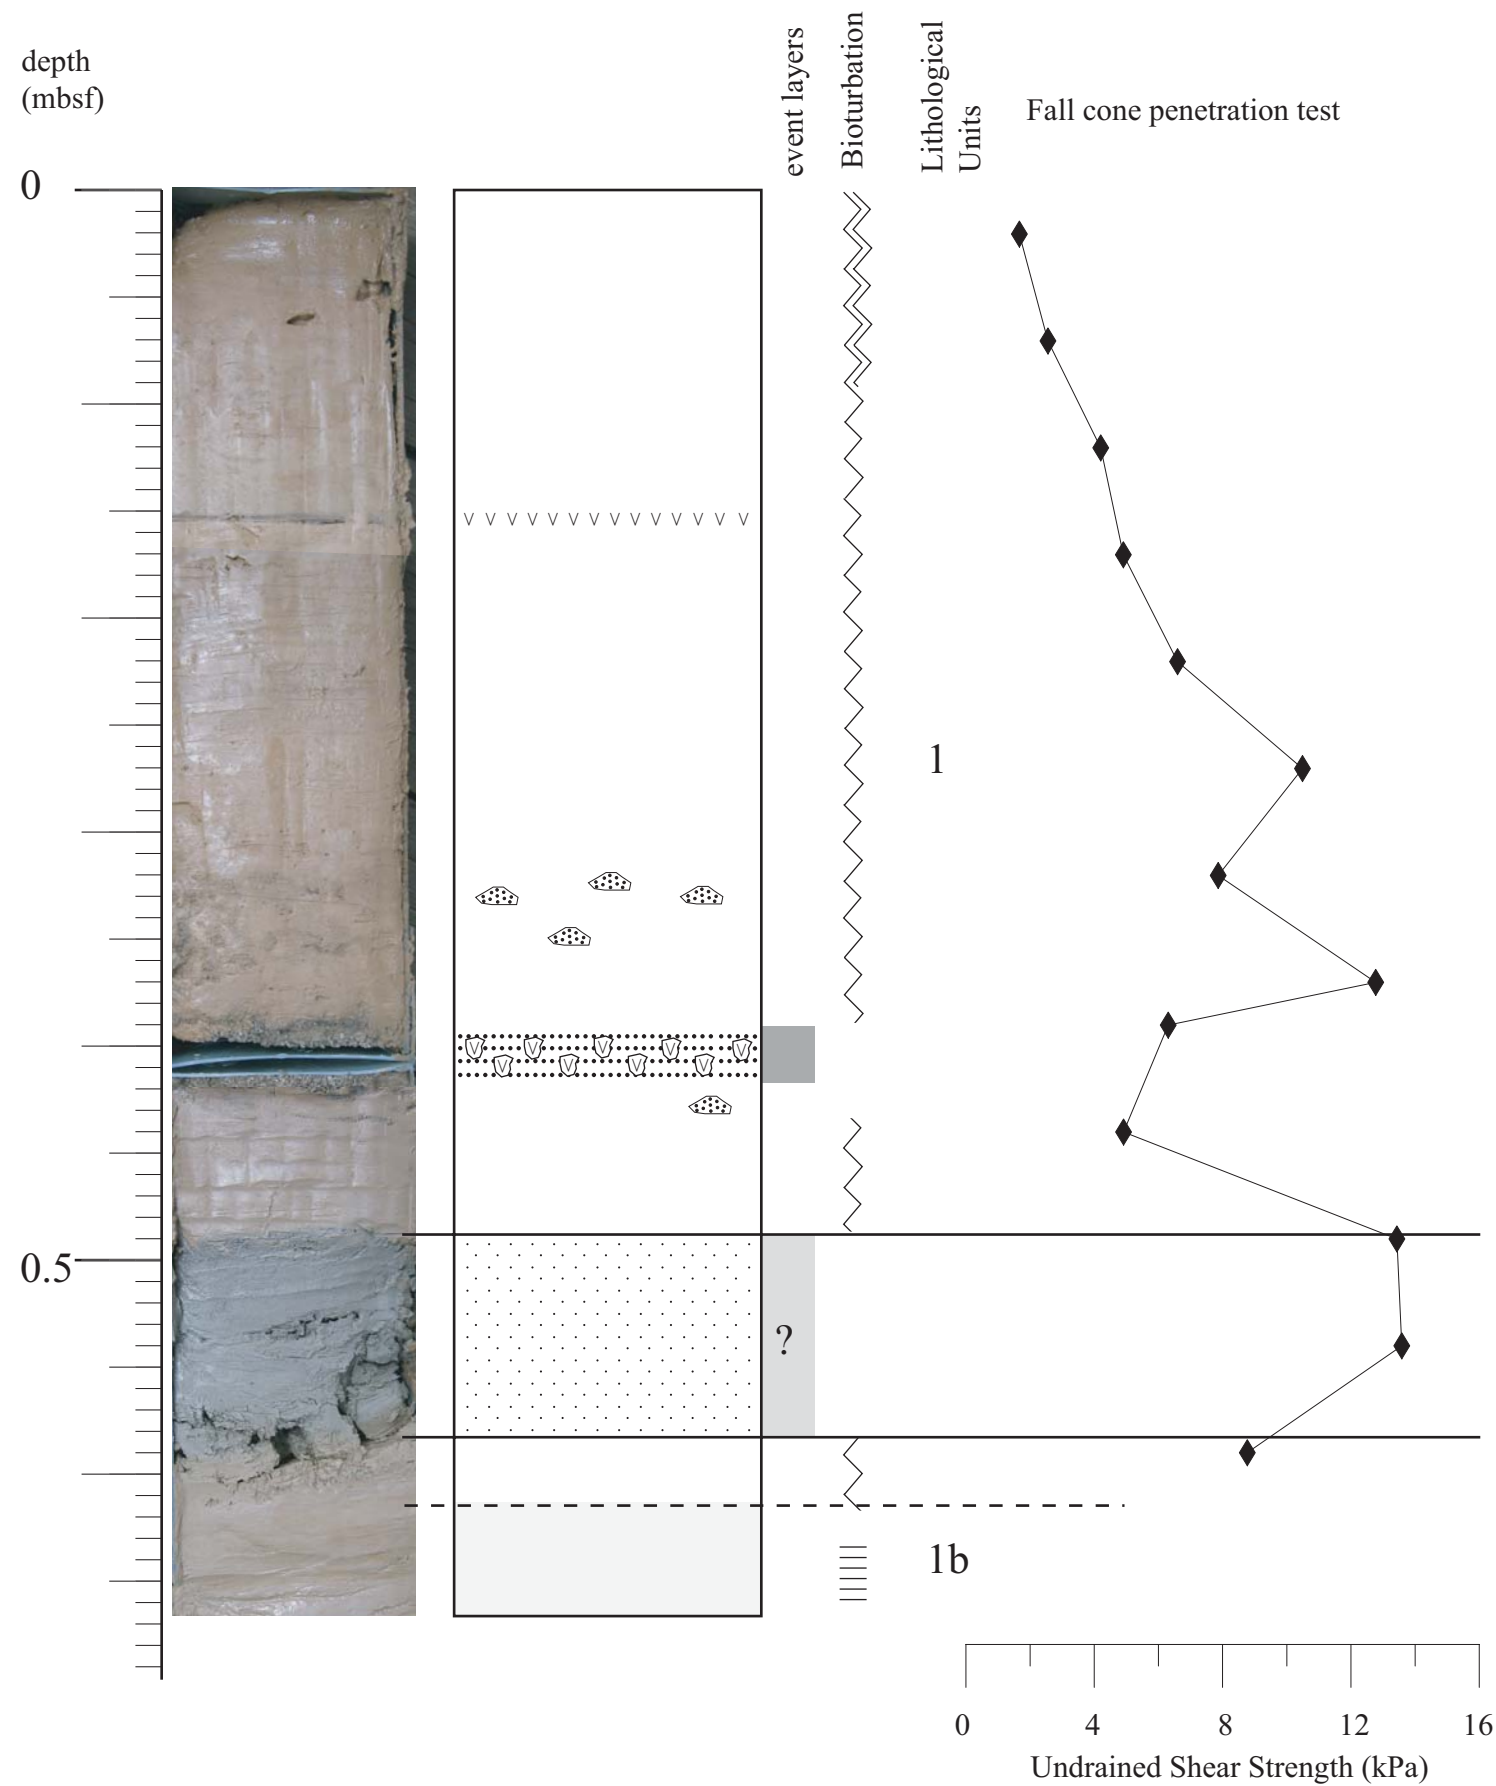 depth
(mbsf)
event layers
Bioturbation
Lithological
Units
Fall cone penetration test
0
1
0.5
?
1b
0 4 8 12 16
Undrained Shear Strength (kPa)